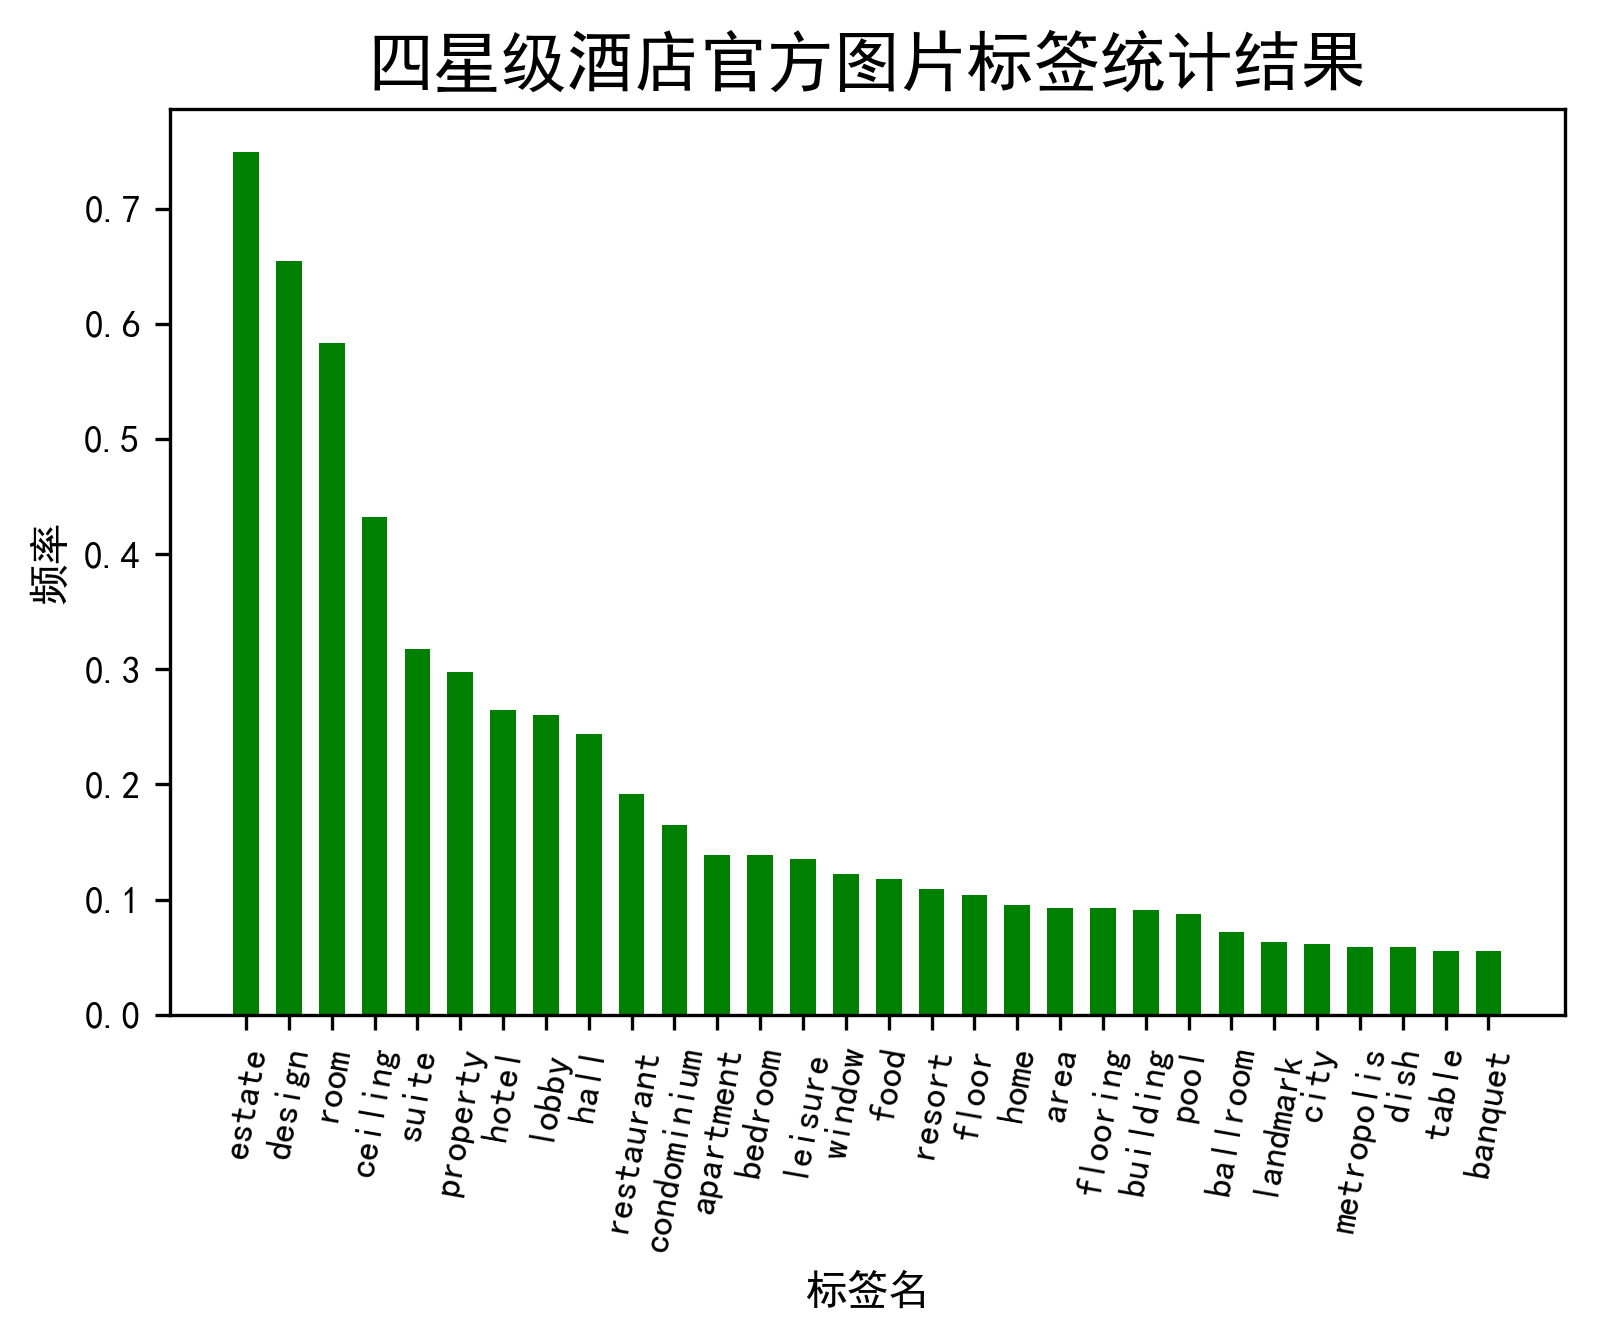 四星级酒店官方图片标签统计结果
频率
0.7
0.6
0.5
0.4
0.3
0.2
0.1
0.0
estate
design
room
ceiling
suite
property
hotel
lobby
hall
restaurant
condominium
apartment
bedroom
leisure
window
food
resort
floor
home
area
flooring
building
pool
ballroom
landmark
city
metropolis
dish
table
banquet
标签名